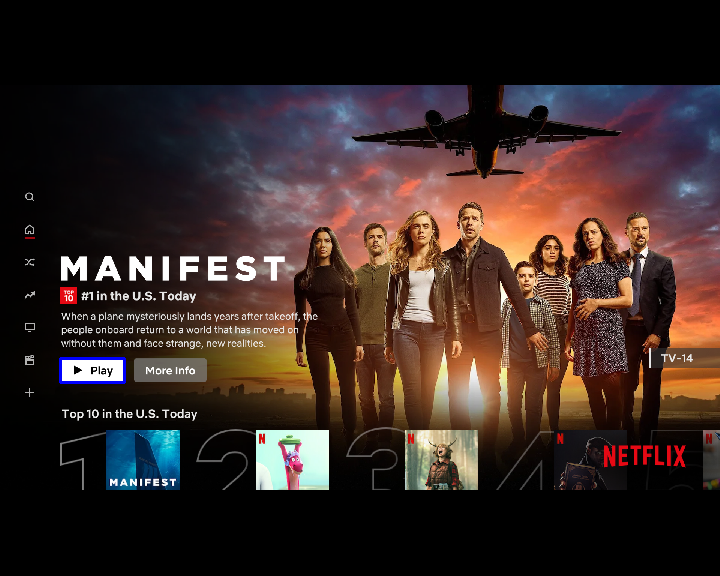 MANIFEST
TOP 10 #1 in the U.S. Today
When a plane mysteriously lands years after takeoff, the
people onboard return to a world that has moved on
without them and face strange, new realities.
Play More Info
TV-14
Top 10 in the U.S. Today
1 2 3 4
N N N N
MANIFEST
NETFLIX